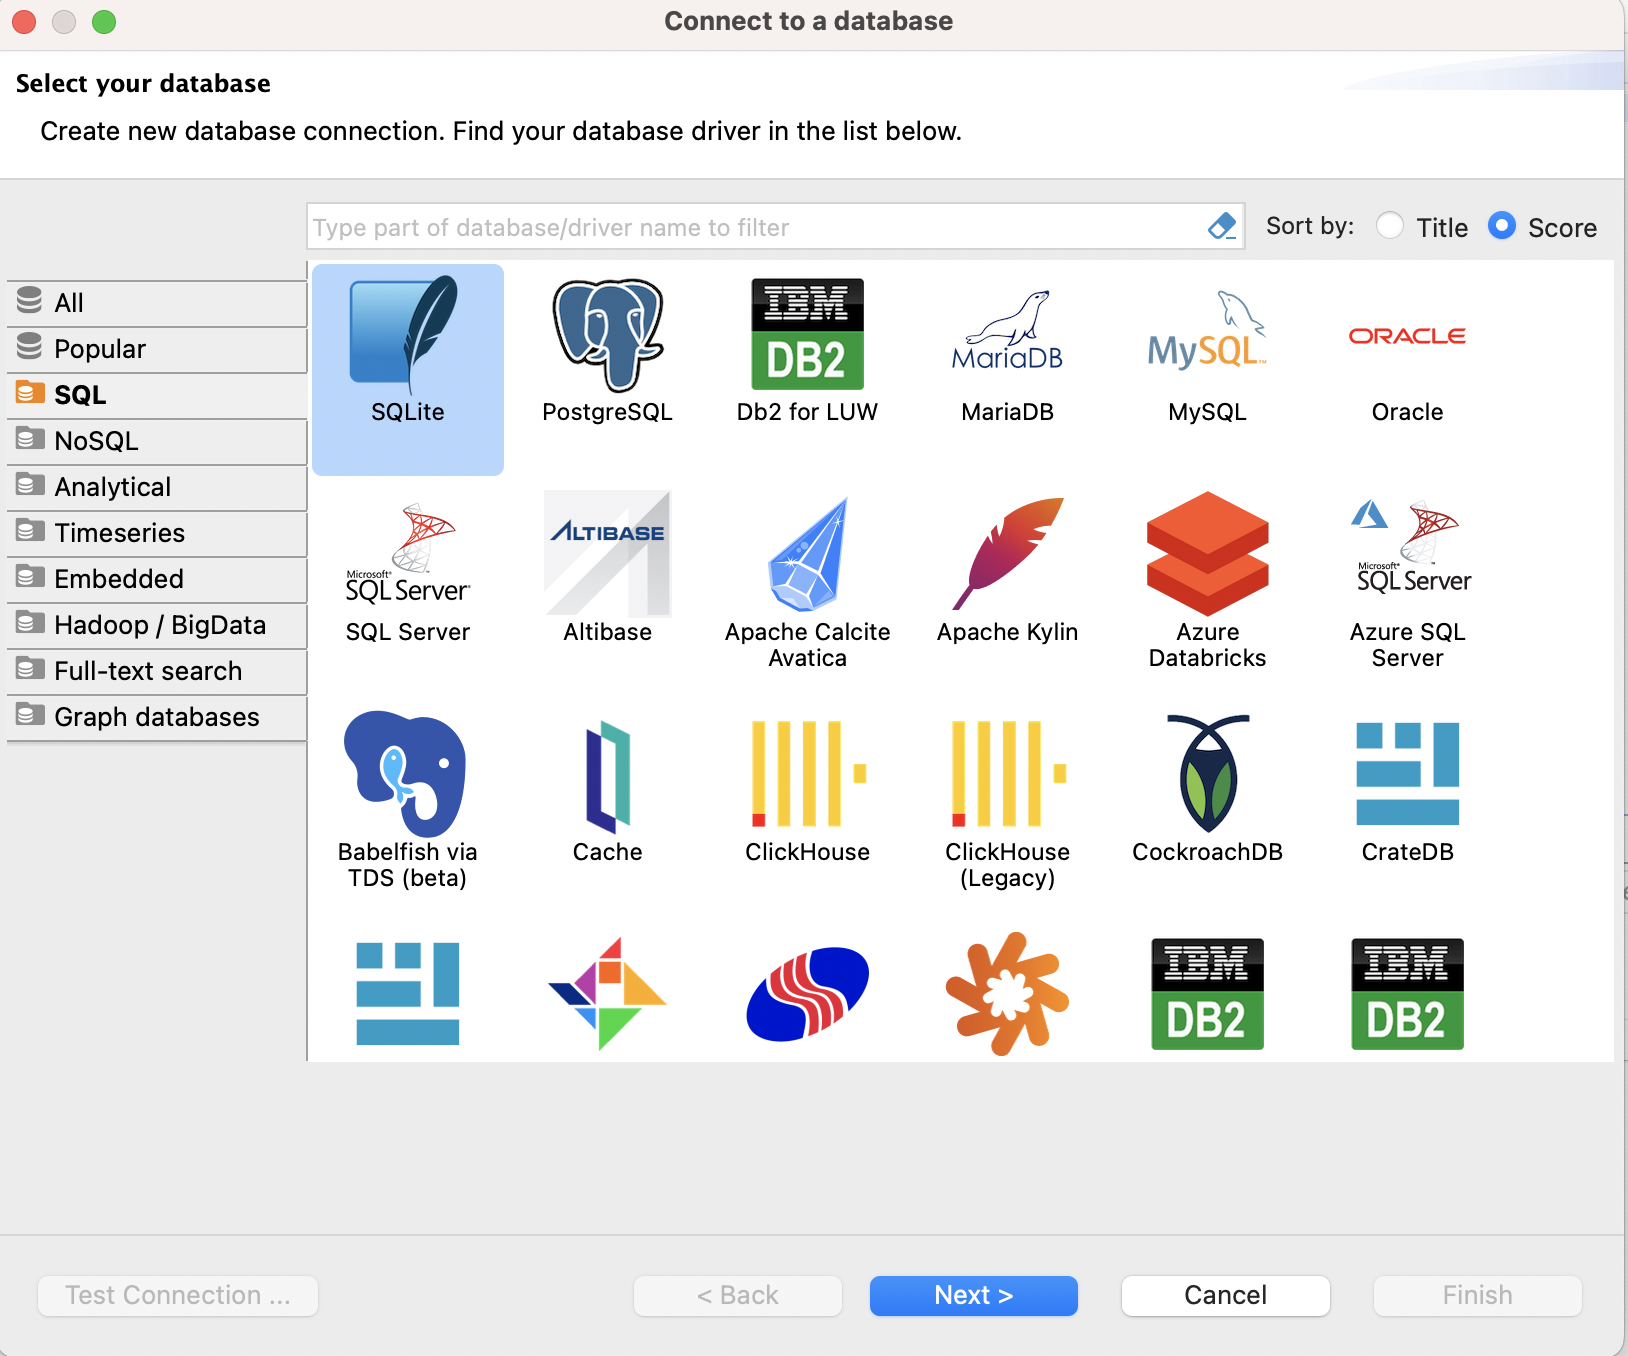 Connect to a database
Select your database
Create new database connection. Find your database driver in the list below.
Type part of database/driver name to filter
Sort by:
Title
Score
All
Popular
SQL
NoSQL
Analytical
Timeseries
Embedded
Hadoop / BigData
Full-text search
Graph databases
SQLite
PostgreSQL
IBM
DB2
Db2 for LUW
MariaDB
MariaDB
MySQL™
MySQL
ORACLE
Oracle
Microsoft®
SQL Server®
SQL Server
ALTIBASE
Altibase
Apache Calcite
Avatica
Apache Kylin
Azure
Databricks
Microsoft®
SQL Server
Azure SQL
Server
Babelfish via
TDS (beta)
Cache
ClickHouse
ClickHouse
(Legacy)
CockroachDB
CrateDB
IBM
DB2
IBM
DB2
Test Connection ...
< Back
Next >
Cancel
Finish